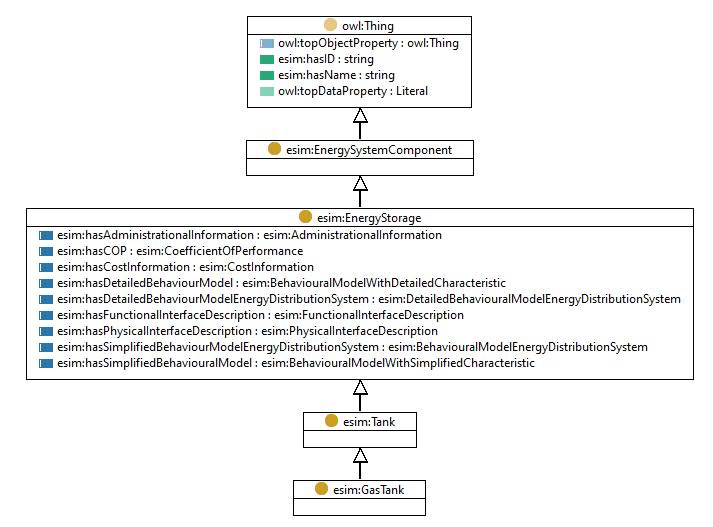 owl:Thing
owl:topObjectProperty : owl:Thing
esim:hasID : string
esim:hasName : string
owl:topDataProperty : Literal
esim:EnergySystemComponent
esim:EnergyStorage
esim:hasAdministrationalInformation : esim:AdministrationalInformation
esim:hasCOP : esim:CoefficientOfPerformance
esim:hasCostInformation : esim:CostInformation
esim:hasDetailedBehaviourModel : esim:BehaviouralModelWithDetailedCharacteristic
esim:hasDetailedBehaviourModelEnergyDistributionSystem : esim:DetailedBehaviouralModelEnergyDistributionSystem
esim:hasFunctionalInterfaceDescription : esim:FunctionalInterfaceDescription
esim:hasPhysicalInterfaceDescription : esim:PhysicalInterfaceDescription
esim:hasSimplifiedBehaviourModelEnergyDistributionSystem : esim:BehaviouralModelEnergyDistributionSystem
esim:hasSimplifiedBehaviouralModel : esim:BehaviouralModelWithSimplifiedCharacteristic
esim:Tank
esim:GasTank